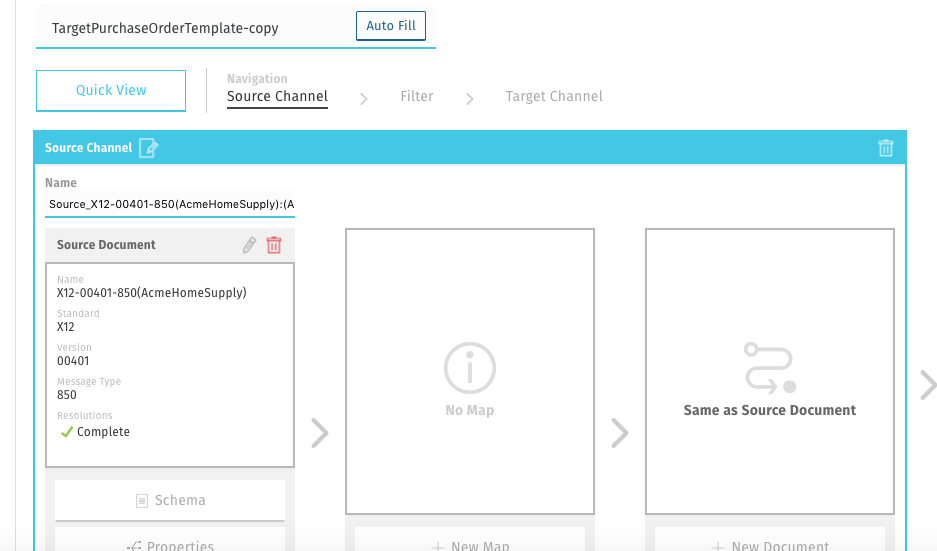 TargetPurchaseOrderTemplate-copy
Auto Fill
Quick View
Navigation
Source Channel
Filter
Target Channel
Source Channel
Name
Source_X12-00401-850(AcmeHomeSupply):(A
Source Document
Name
X12-00401-850(AcmeHomeSupply)
Standard
X12
Version
00401
Message Type
850
Resolutions
Complete
Schema
Properties
No Map
New Map
Same as Source Document
New Document